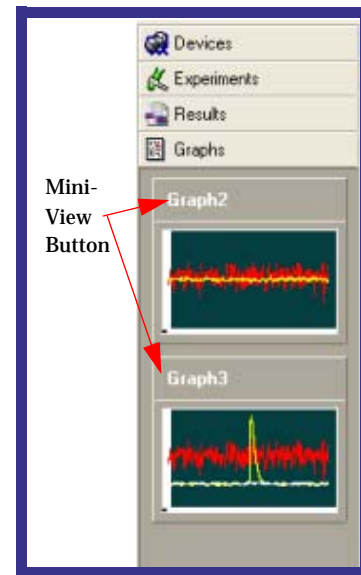 Devices
Experiments
Results
Graphs
Mini-
View
Button
Graph2
Graph3